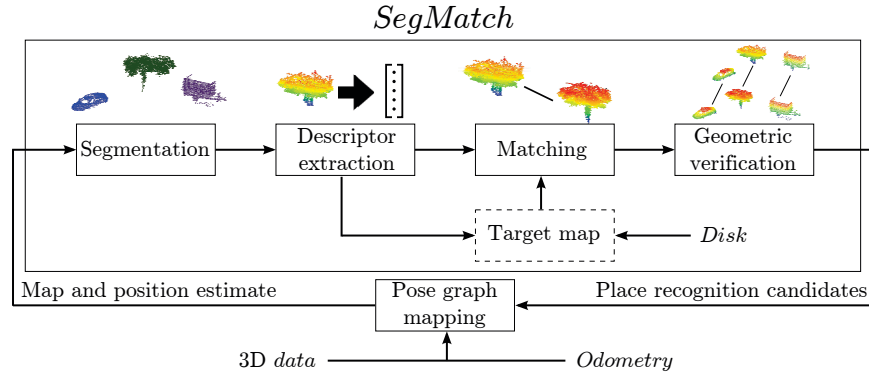 SegMatch
Segmentation
Descriptor
extraction
Matching
Geometric
verification
Target map
Disk
Map and position estimate
Pose graph
mapping
Place recognition candidates
3D data
Odometry